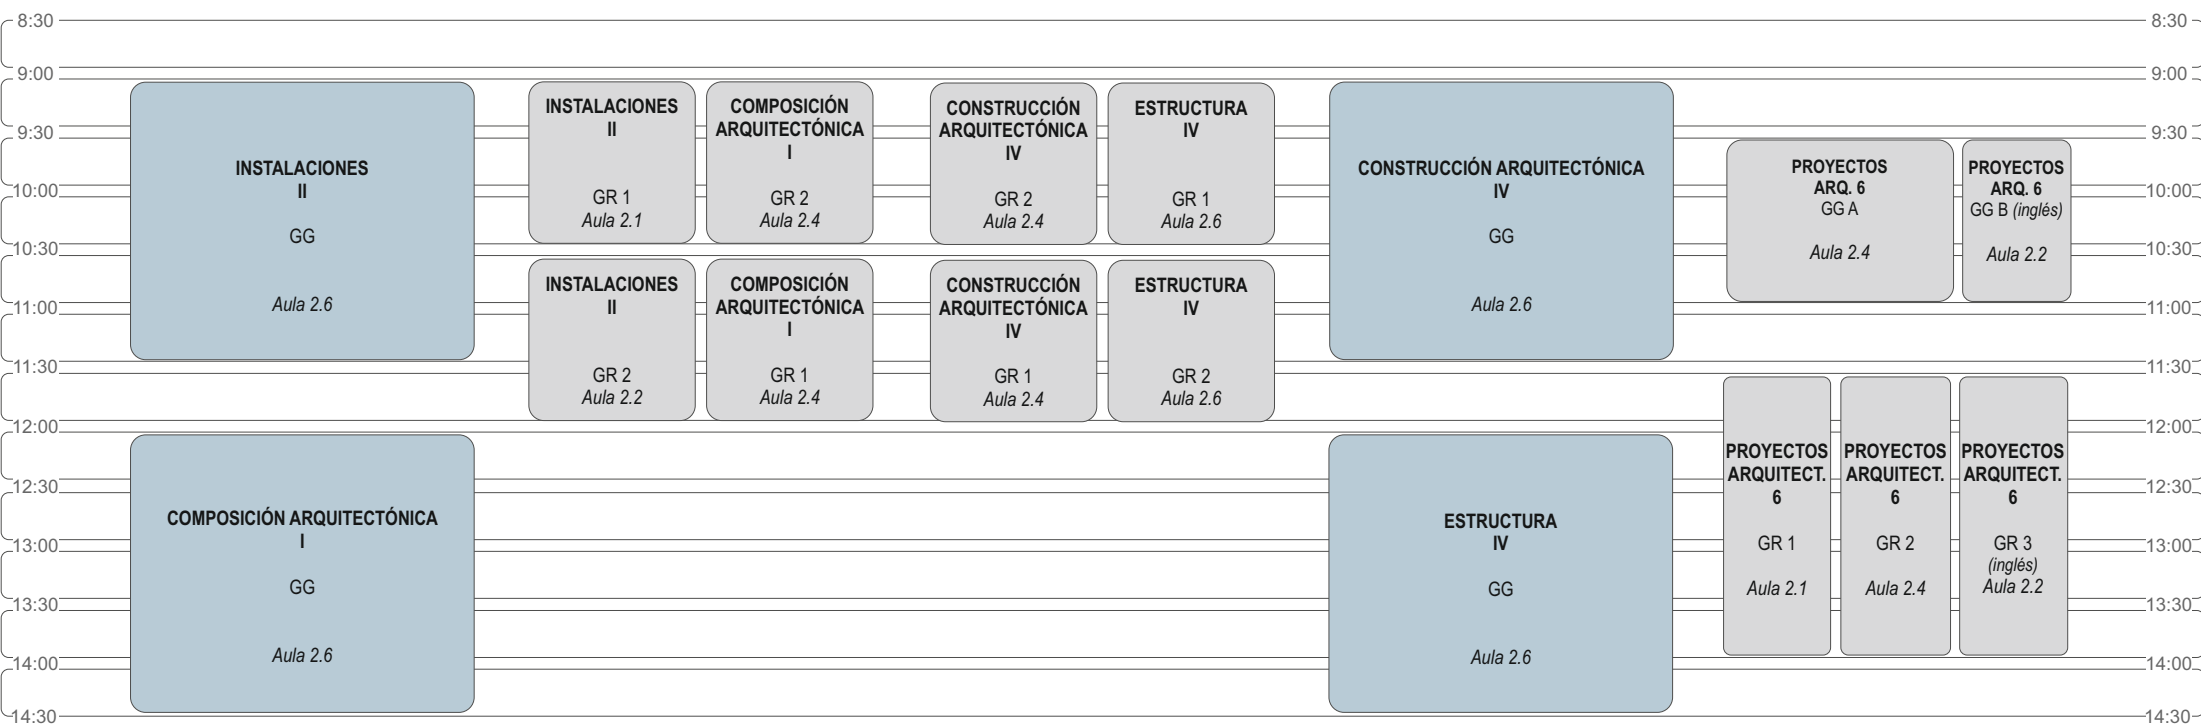 8:30
8:30
9:00
9:00
9:30
9:30
10:00
10:00
10:30
10:30
11:00
11:00
11:30
11:30
12:00
12:00
12:30
12:30
13:00
13:00
13:30
13:30
14:00
14:00
14:30
14:30
INSTALACIONES
II
GG
Aula 2.6
COMPOSICIÓN ARQUITECTÓNICA
I
GG
Aula 2.6
INSTALACIONES
II
GR 1
Aula 2.1
COMPOSICIÓN
ARQUITECTÓNICA
I
GR 2
Aula 2.4
INSTALACIONES
II
GR 2
Aula 2.2
COMPOSICIÓN
ARQUITECTÓNICA
I
GR 1
Aula 2.4
CONSTRUCCIÓN
ARQUITECTÓNICA
IV
GR 2
Aula 2.4
ESTRUCTURA
IV
GR 1
Aula 2.6
CONSTRUCCIÓN
ARQUITECTÓNICA
IV
GR 1
Aula 2.4
ESTRUCTURA
IV
GR 2
Aula 2.6
CONSTRUCCIÓN ARQUITECTÓNICA
IV
GG
Aula 2.6
ESTRUCTURA
IV
GG
Aula 2.6
PROYECTOS
ARQ. 6
GG A
Aula 2.4
PROYECTOS
ARQ. 6
GG B (inglés)
Aula 2.2
PROYECTOS
ARQUITECT.
6
GR 1
Aula 2.1
PROYECTOS
ARQUITECT.
6
GR 2
Aula 2.4
PROYECTOS
ARQUITECT.
6
GR 3
(inglés)
Aula 2.2